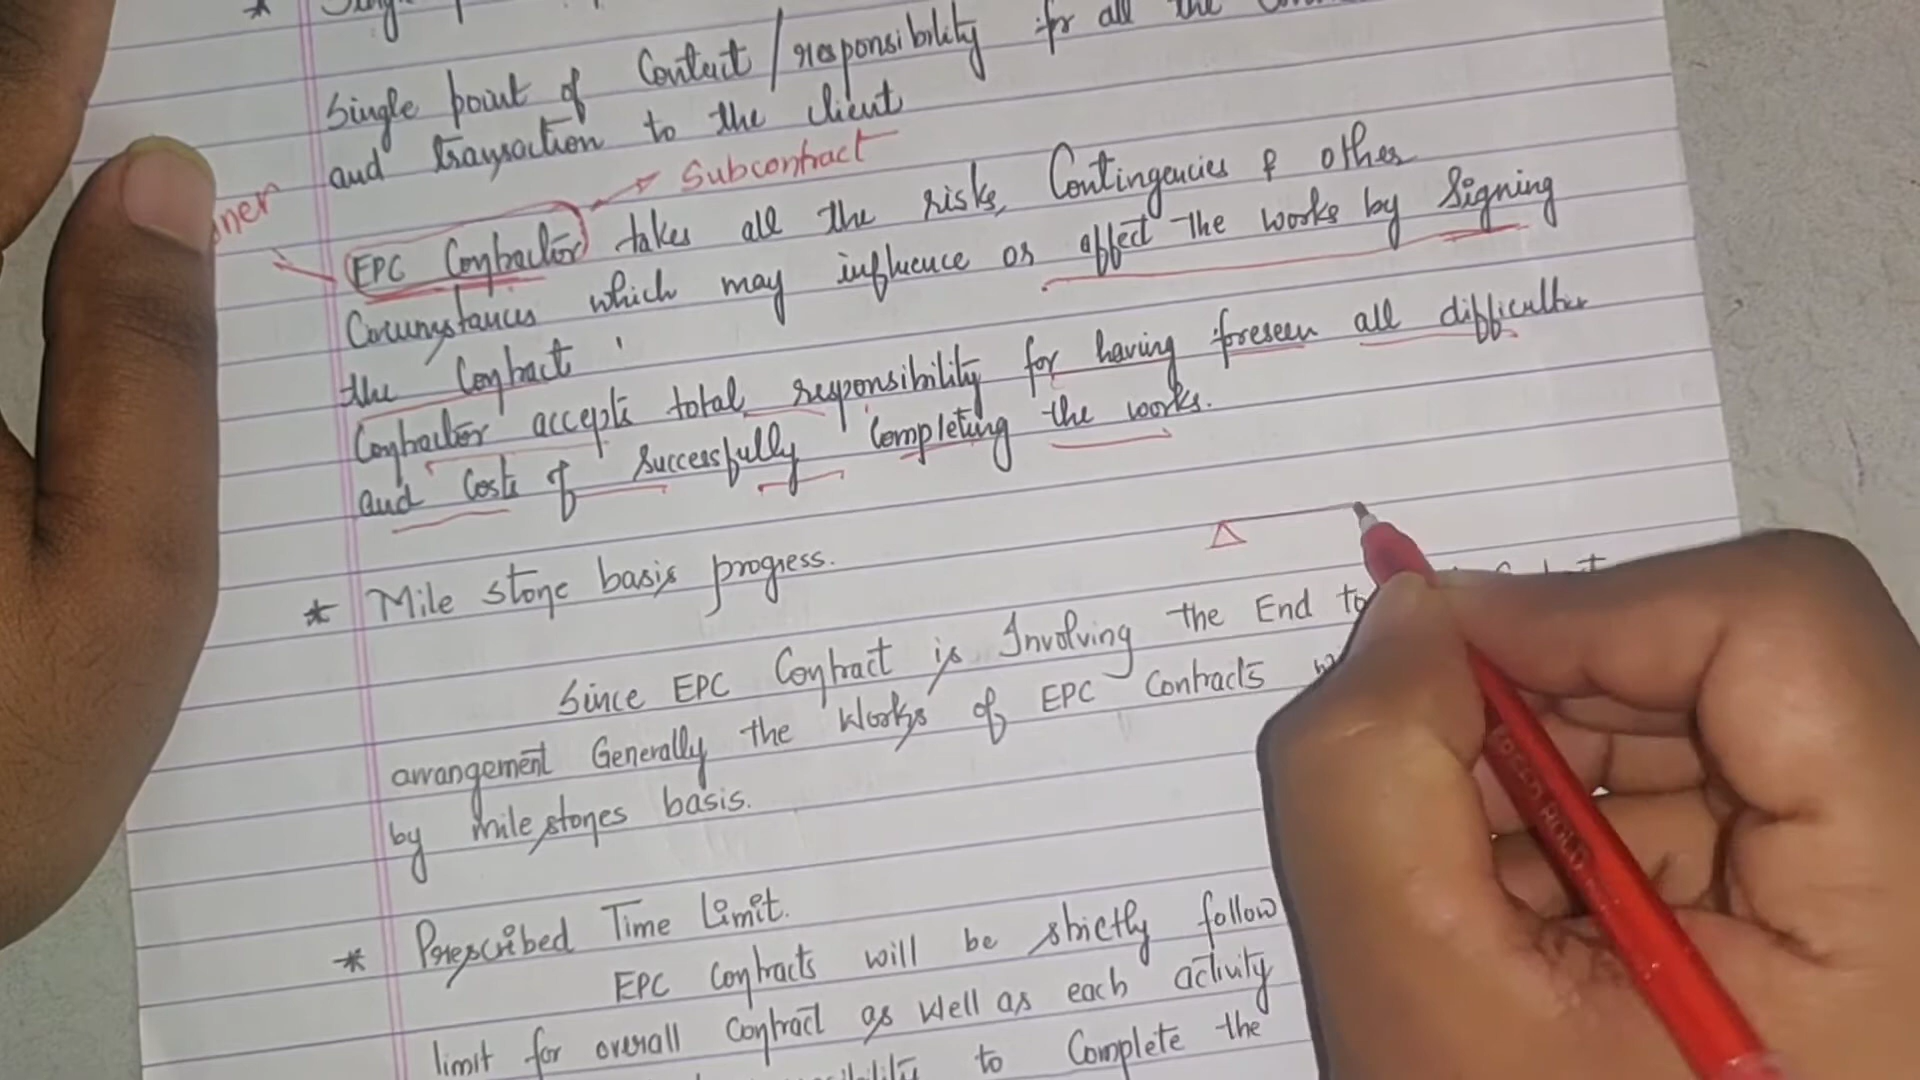 Single point of Contact / responsibility for all the
and transaction to the client
Subcontract
EPC Contractor takes all the risks, Contingencies & other
Circumstances which may influence or affect the works by Signing
the Contract
Contractor accepts total responsibility for having foreseen all difficulties
and Costs of successfully Completing the works.
* Mile stone basis progress.
Since EPC Contract is Involving the End to
arrangement Generally the Works of EPC Contracts
by mile stones basis.
* Prescribed Time Limit.
EPC Contracts will be strictly follow
limit for overall Contract as well as each activity
to Complete the